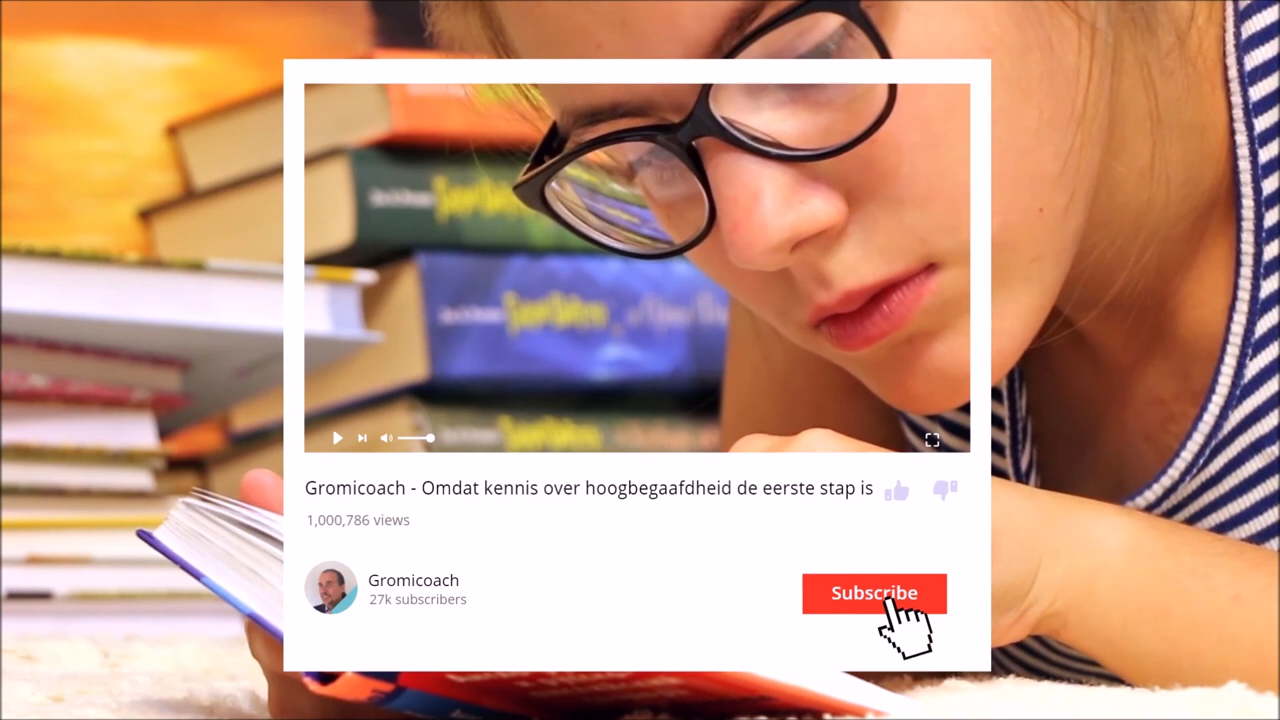 Gromicoach - Omdat kennis over hoogbegaafdheid de eerste stap is
1,000,786 views
Gromicoach
27k subscribers
Subscribe